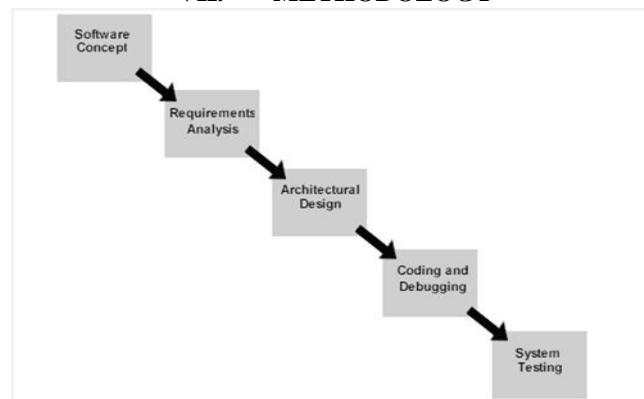 Software
Concept
Requirements
Analysis
Architectural
Design
Coding and
Debugging
System
Testing